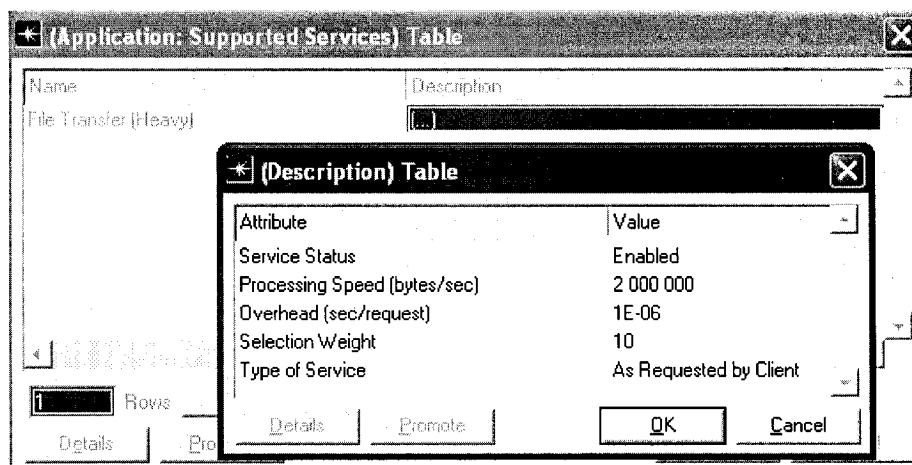 (Application: Supported Services) Table
Name Description
File Transfer (Heavy) (...)
(Description) Table
Attribute Value
Service Status Enabled
Processing Speed (bytes/sec) 2 000 000
Overhead (sec/request) 1E-06
Selection Weight 10
Type of Service As Requested by Client
1 Rows
Details Promote OK Cancel
Details Pro